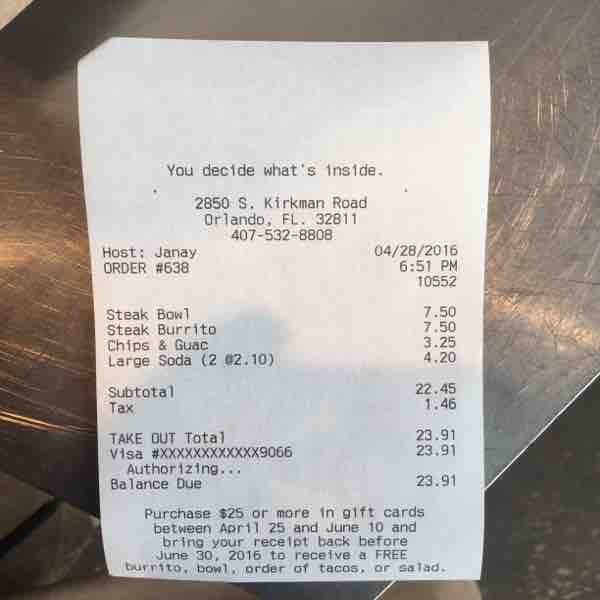 You decide what's inside.
2850 S. Kirkman Road
Orlando, FL. 32811
407-532-8808
Host: Janay 04/28/2016
ORDER #638 6:51 PM
10552
Steak Bowl 7.50
Steak Burrito 7.50
Chips & Guac 3.25
Large Soda (2 @2.10) 4.20
Subtotal 22.45
Tax 1.46
TAKE OUT Total 23.91
Visa #XXXXXXXXXXXX9066 23.91
Authorizing...
Balance Due 23.91
Purchase $25 or more in gift cards
between April 25 and June 10 and
bring your receipt back before
June 30, 2016 to receive a FREE
burrito, bowl, order of tacos, or salad.